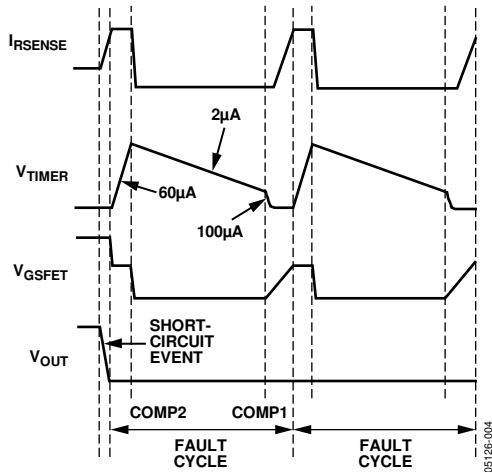 IRSENSE
2µA
VTIMER
60µA
100µA
VGSFET
SHORT-
CIRCUIT
EVENT
VOUT
COMP2
COMP1
FAULT
CYCLE
FAULT
CYCLE
05126-004